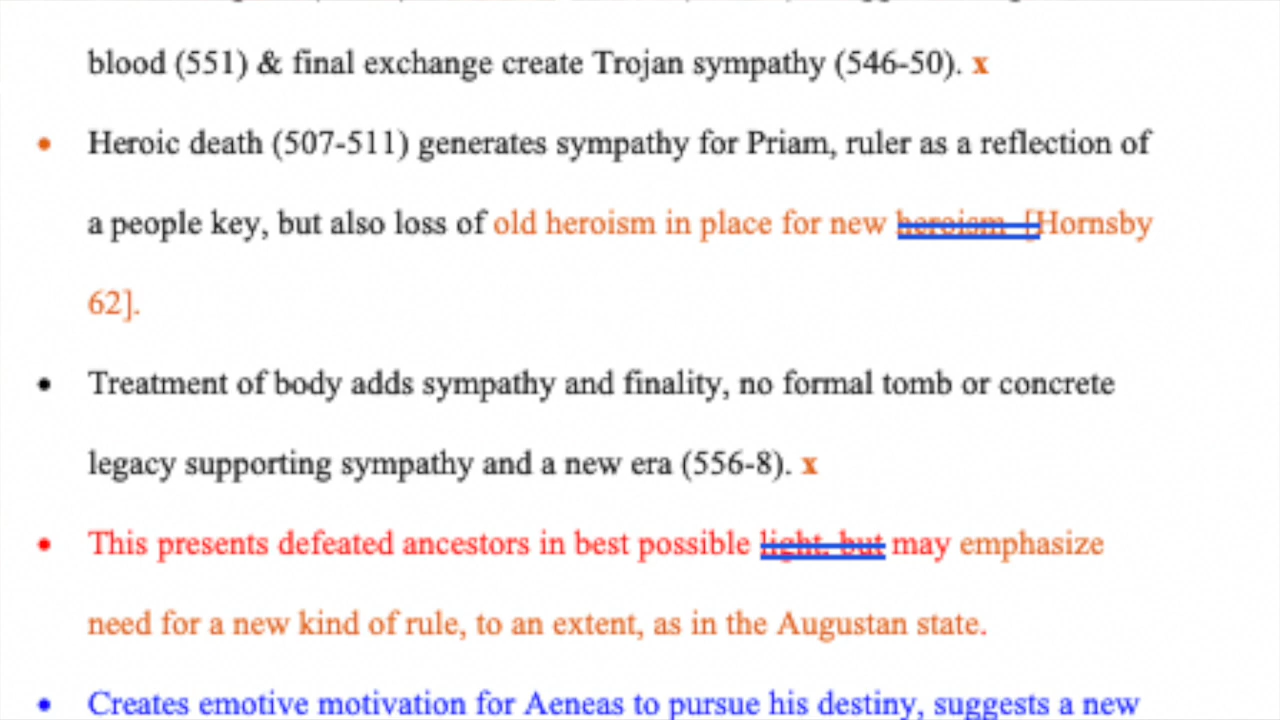 blood (551) & final exchange create Trojan sympathy (546-50). x
• Heroic death (507-511) generates sympathy for Priam, ruler as a reflection of
a people key, but also loss of old heroism in place for new heroism [Hornsby
62].
• Treatment of body adds sympathy and finality, no formal tomb or concrete
legacy supporting sympathy and a new era (556-8). x
• This presents defeated ancestors in best possible light, but may emphasize
need for a new kind of rule, to an extent, as in the Augustan state.
• Creates emotive motivation for Aeneas to pursue his destiny, suggests a new